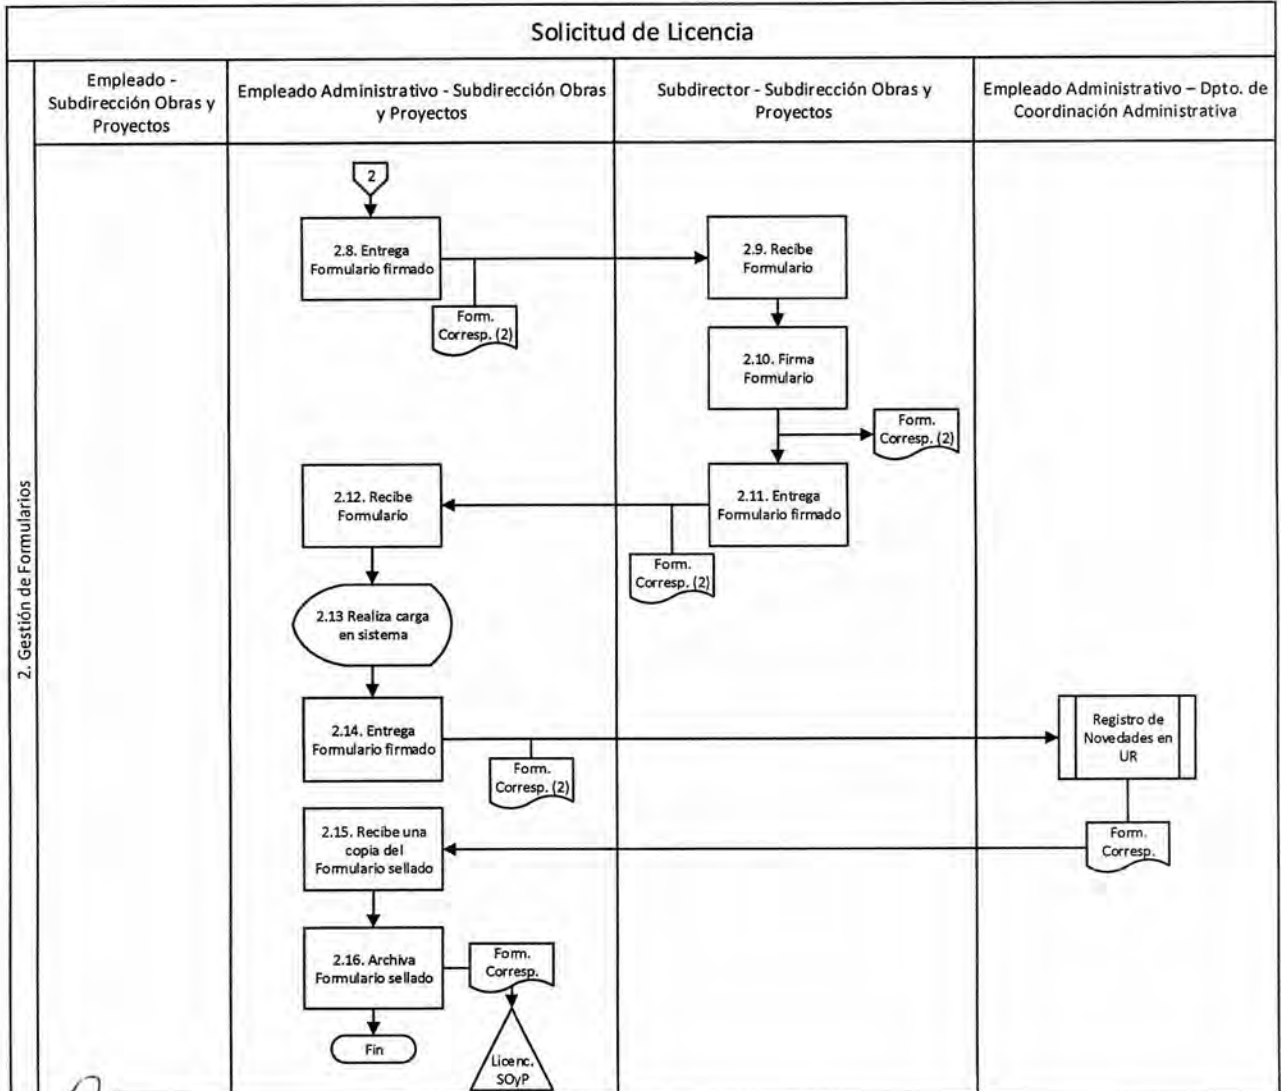 Solicitud de Licencia
Empleado -
Subdirección Obras y
Proyectos
Empleado Administrativo - Subdirección Obras
y Proyectos
Subdirector - Subdirección Obras y
Proyectos
Empleado Administrativo – Dpto. de
Coordinación Administrativa
2. Gestión de Formularios
2
2.8. Entrega
Formulario firmado
Form.
Corresp. (2)
2.9. Recibe
Formulario
2.10. Firma
Formulario
Form.
Corresp. (2)
2.11. Entrega
Formulario firmado
Form.
Corresp. (2)
2.12. Recibe
Formulario
2.13 Realiza carga
en sistema
2.14. Entrega
Formulario firmado
Form.
Corresp. (2)
Registro de
Novedades en
UR
Form.
Corresp.
2.15. Recibe una
copia del
Formulario sellado
2.16. Archiva
Formulario sellado
Form.
Corresp.
Licenc.
SOyP
Fin